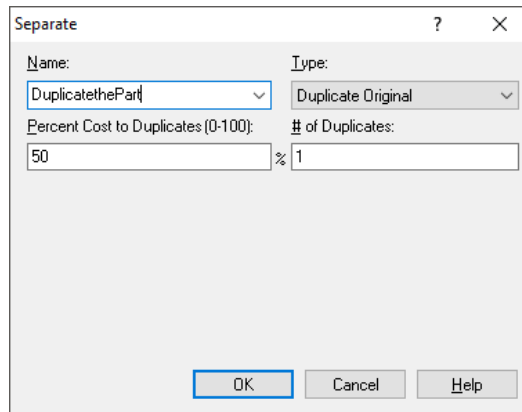 Separate ?
Name: Type:
DuplicatethePart Duplicate Original
Percent Cost to Duplicates (0-100): # of Duplicates:
50 % 1
OK Cancel Help